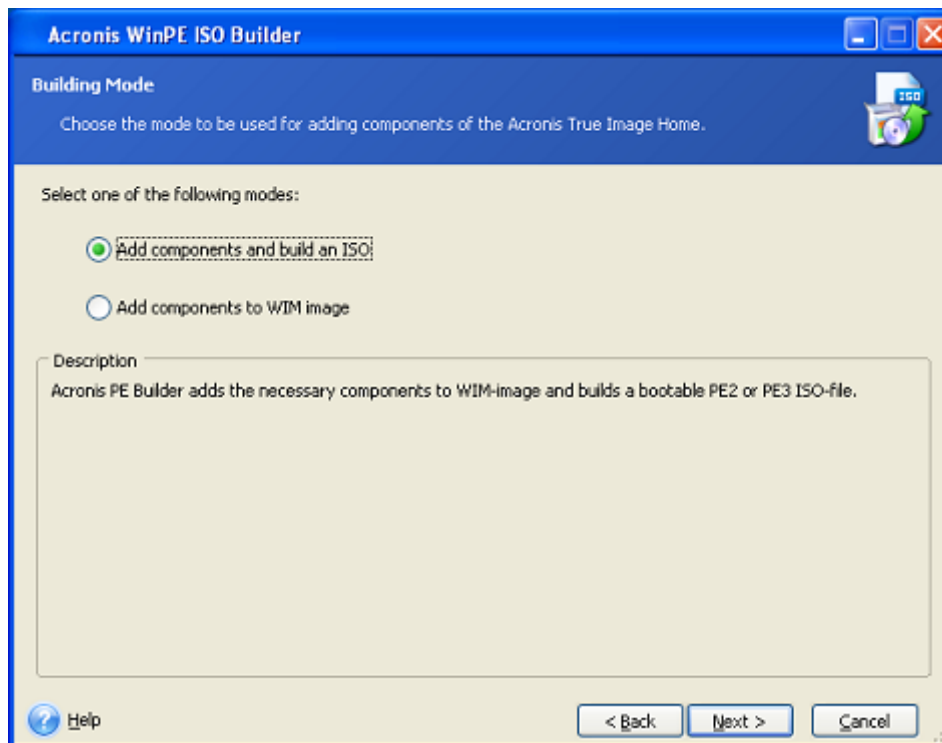 Acronis WinPE ISO Builder
Building Mode
Choose the mode to be used for adding components of the Acronis True Image Home.
ISO
Select one of the following modes:
Add components and build an ISO
Add components to WIM image
Description
Acronis PE Builder adds the necessary components to WIM-image and builds a bootable PE2 or PE3 ISO-file.
? Help
< Back
Next >
Cancel